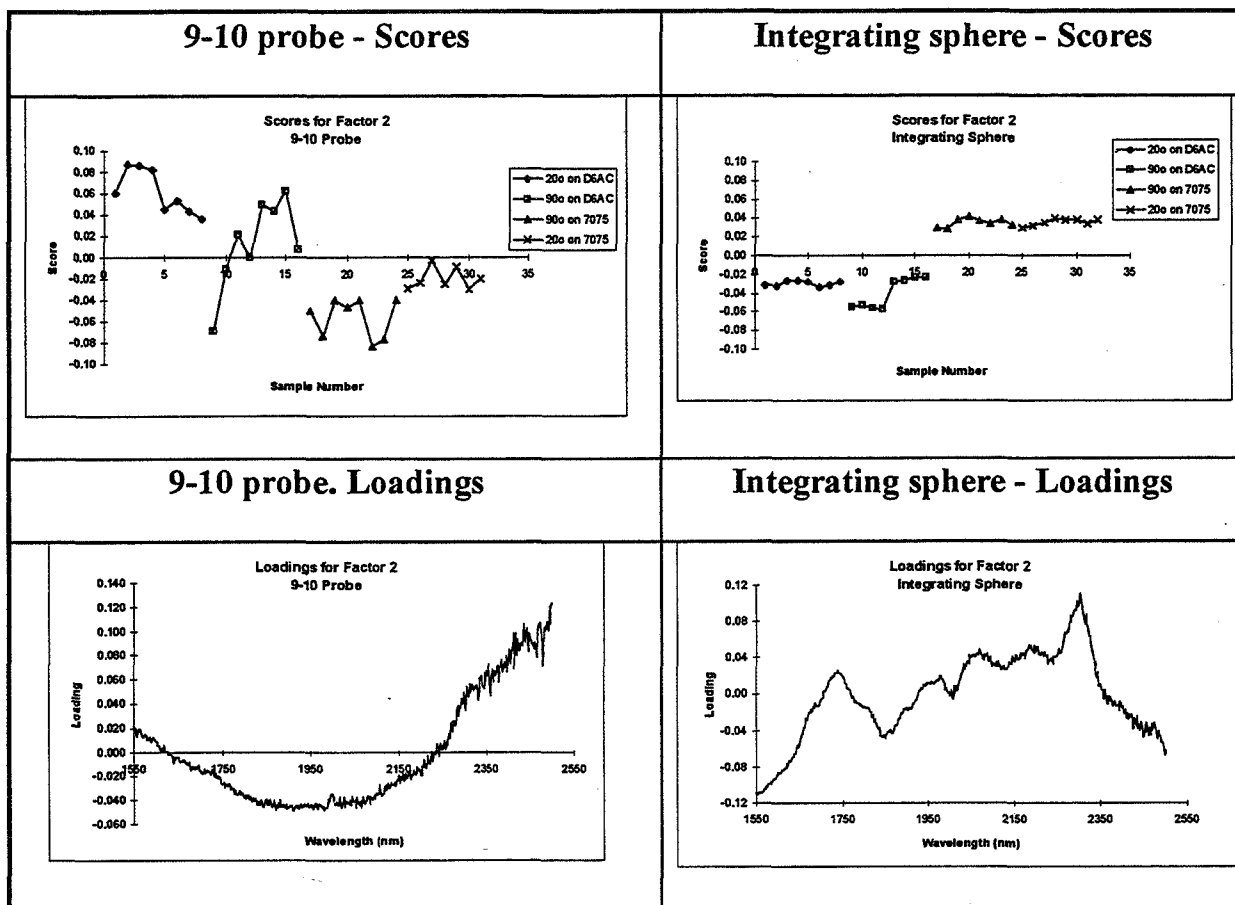 9-10 probe - Scores
Integrating sphere - Scores
Scores for Factor 2
9-10 Probe
0.10
0.08
0.06
0.04
0.02
0.00
-0.02
-0.04
-0.06
-0.08
-0.10
Score
0
5
10
15
20
25
30
35
Sample Number
20o on D6AC
90o on D6AC
90o on 7075
20o on 7075
Scores for Factor 2
Integrating Sphere
0.10
0.08
0.06
0.04
0.02
0.00
-0.02
-0.04
-0.06
-0.08
-0.10
Score
0
5
10
15
20
25
30
35
Sample Number
20o on D6AC
90o on D6AC
90o on 7075
20o on 7075
9-10 probe. Loadings
Integrating sphere - Loadings
Loadings for Factor 2
9-10 Probe
0.140
0.120
0.100
0.080
0.060
0.040
0.020
0.000
-0.020
-0.040
-0.060
Loading
1550
1750
1950
2150
2350
2550
Wavelength (nm)
Loadings for Factor 2
Integrating Sphere
0.12
0.08
0.04
0.00
-0.04
-0.08
-0.12
Loading
1550
1750
1950
2150
2350
2550
Wavelength (nm)